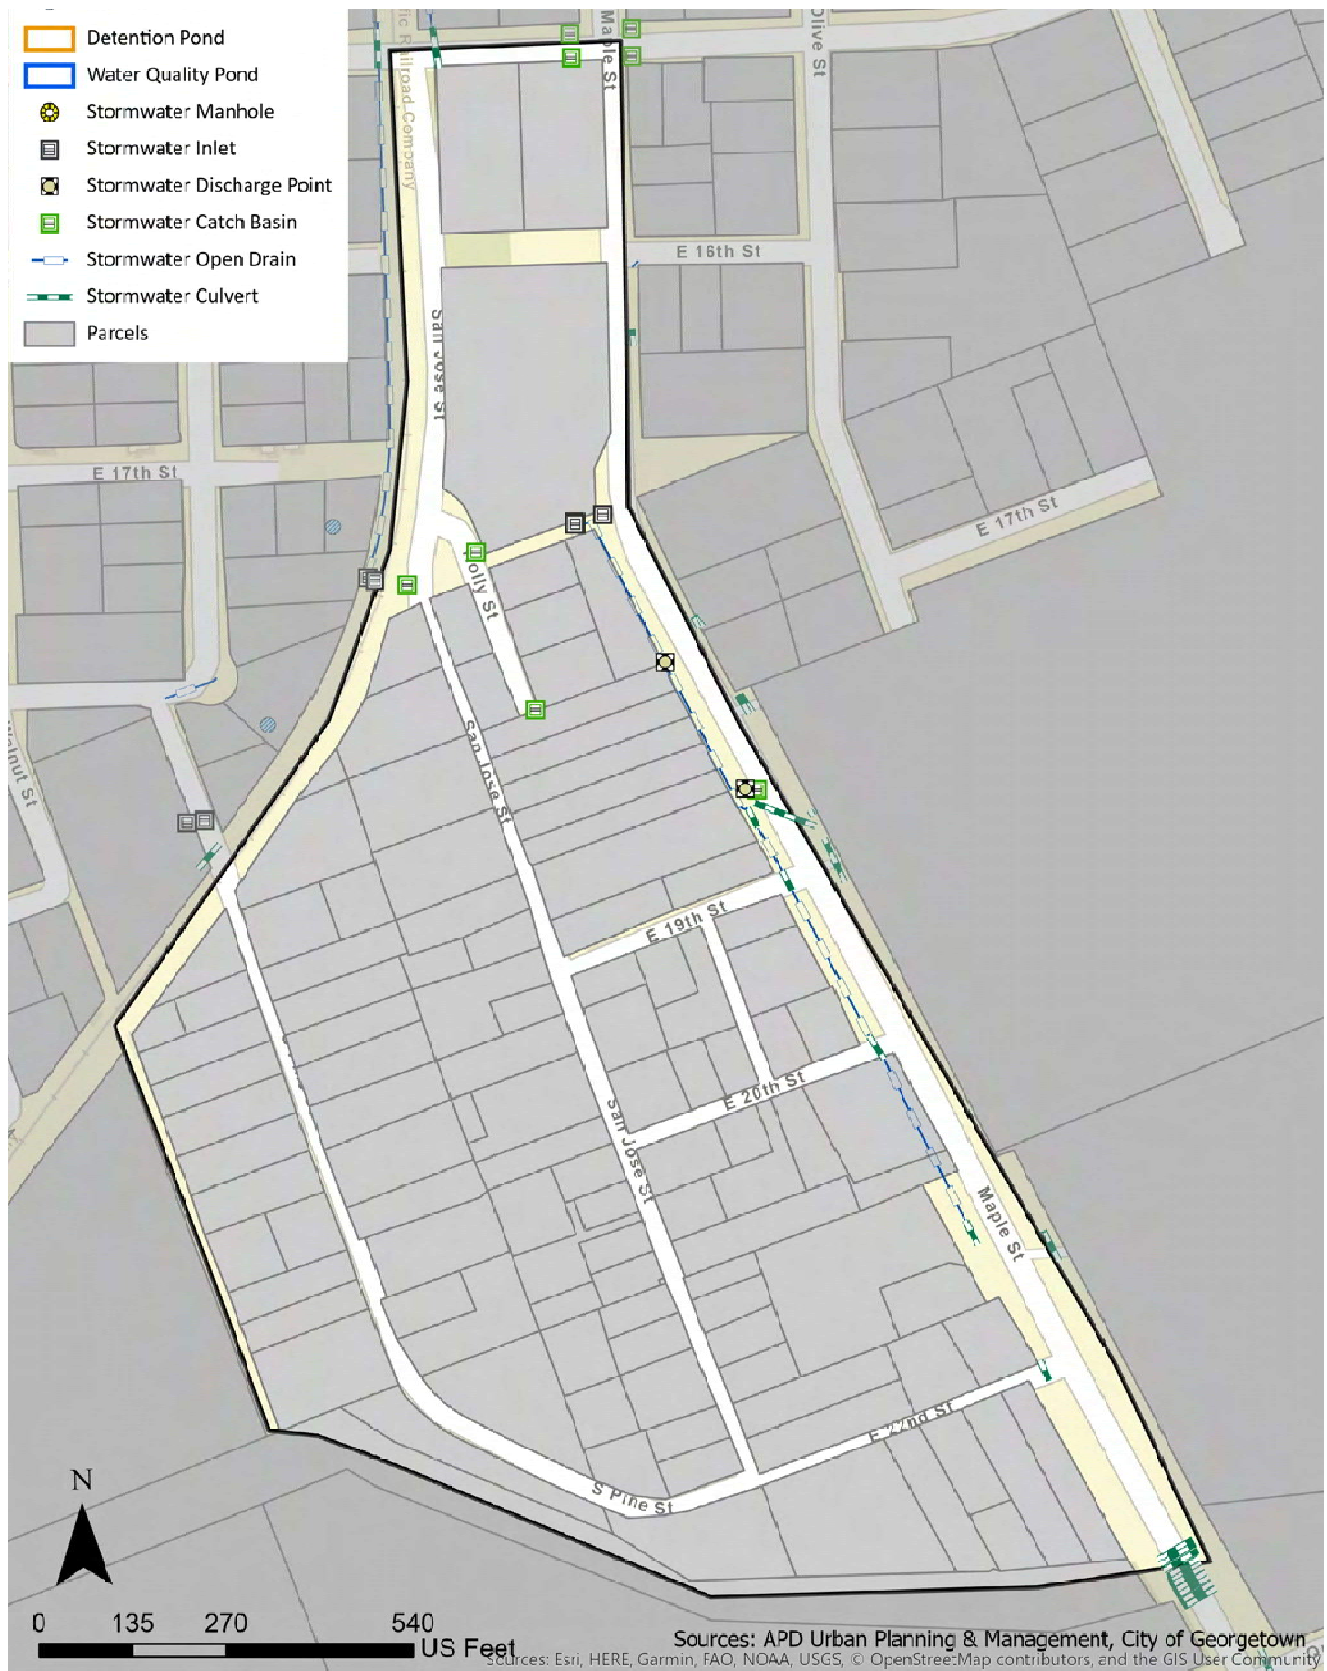 Detention Pond
Water Quality Pond
Stormwater Manhole
Stormwater Inlet
Stormwater Discharge Point
Stormwater Catch Basin
Stormwater Open Drain
Stormwater Culvert
Parcels
Railroad Company
Maple St
Olive St
E 16th St
San Jose St
E 17th St
E 17th St
olly St
San Jose St
Walnut St
E 19th St
E 20th St
San Jose St
Maple St
E 22nd St
S Pine St
N
0 135 270 540
US Feet
Sources: APD Urban Planning & Management, City of Georgetown
Sources: Esri, HERE, Garmin, FAO, NOAA, USGS, © OpenStreetMap contributors, and the GIS User Community